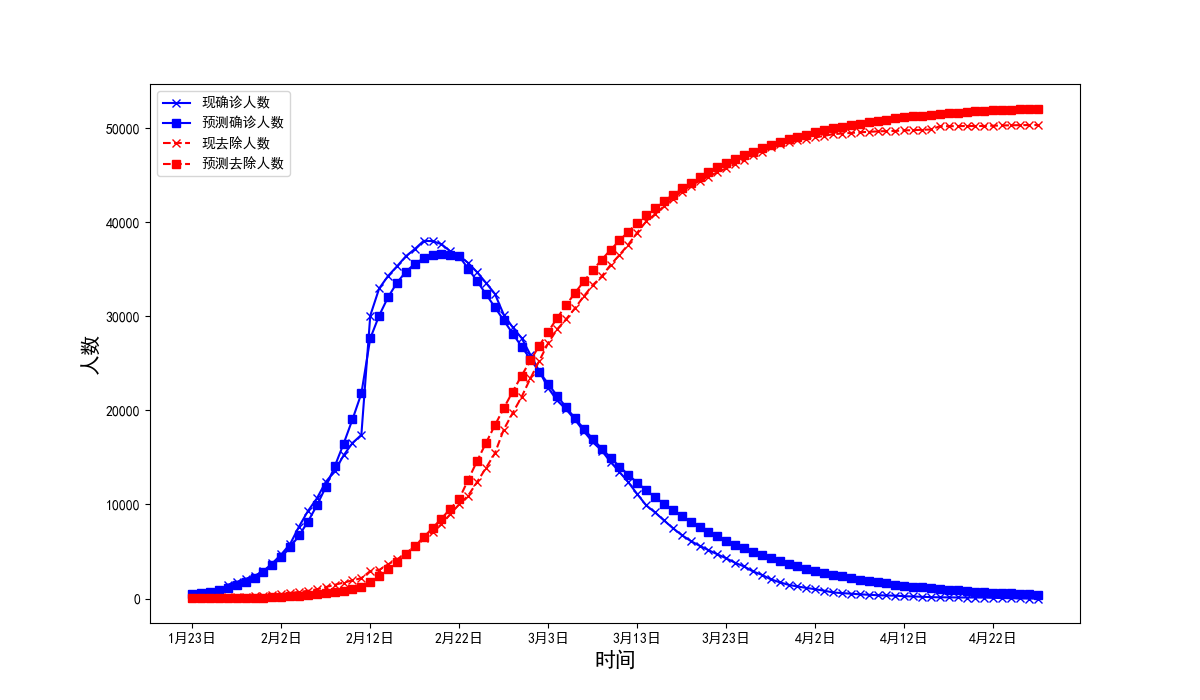 现确诊人数
预测确诊人数
现去除人数
预测去除人数
50000
40000
30000
20000
10000
0
人数
1月23日 2月2日 2月12日 2月22日 3月3日 3月13日 3月23日 4月2日 4月12日 4月22日
时间